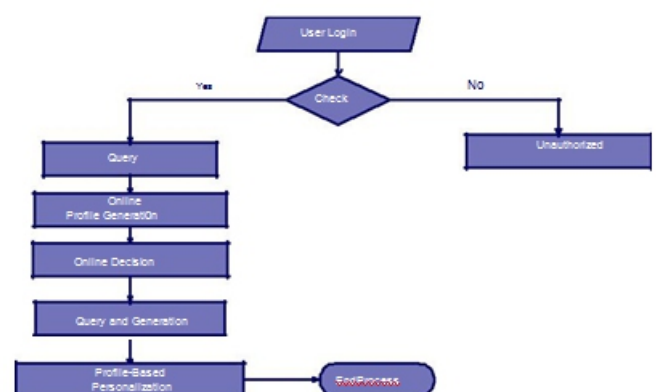 User Login
Check
Yes
No
Query
Unauthorized
Online
Profile Generati0n
Online Decision
Query and Generation
Profile-Based
Personalization
EndProcess